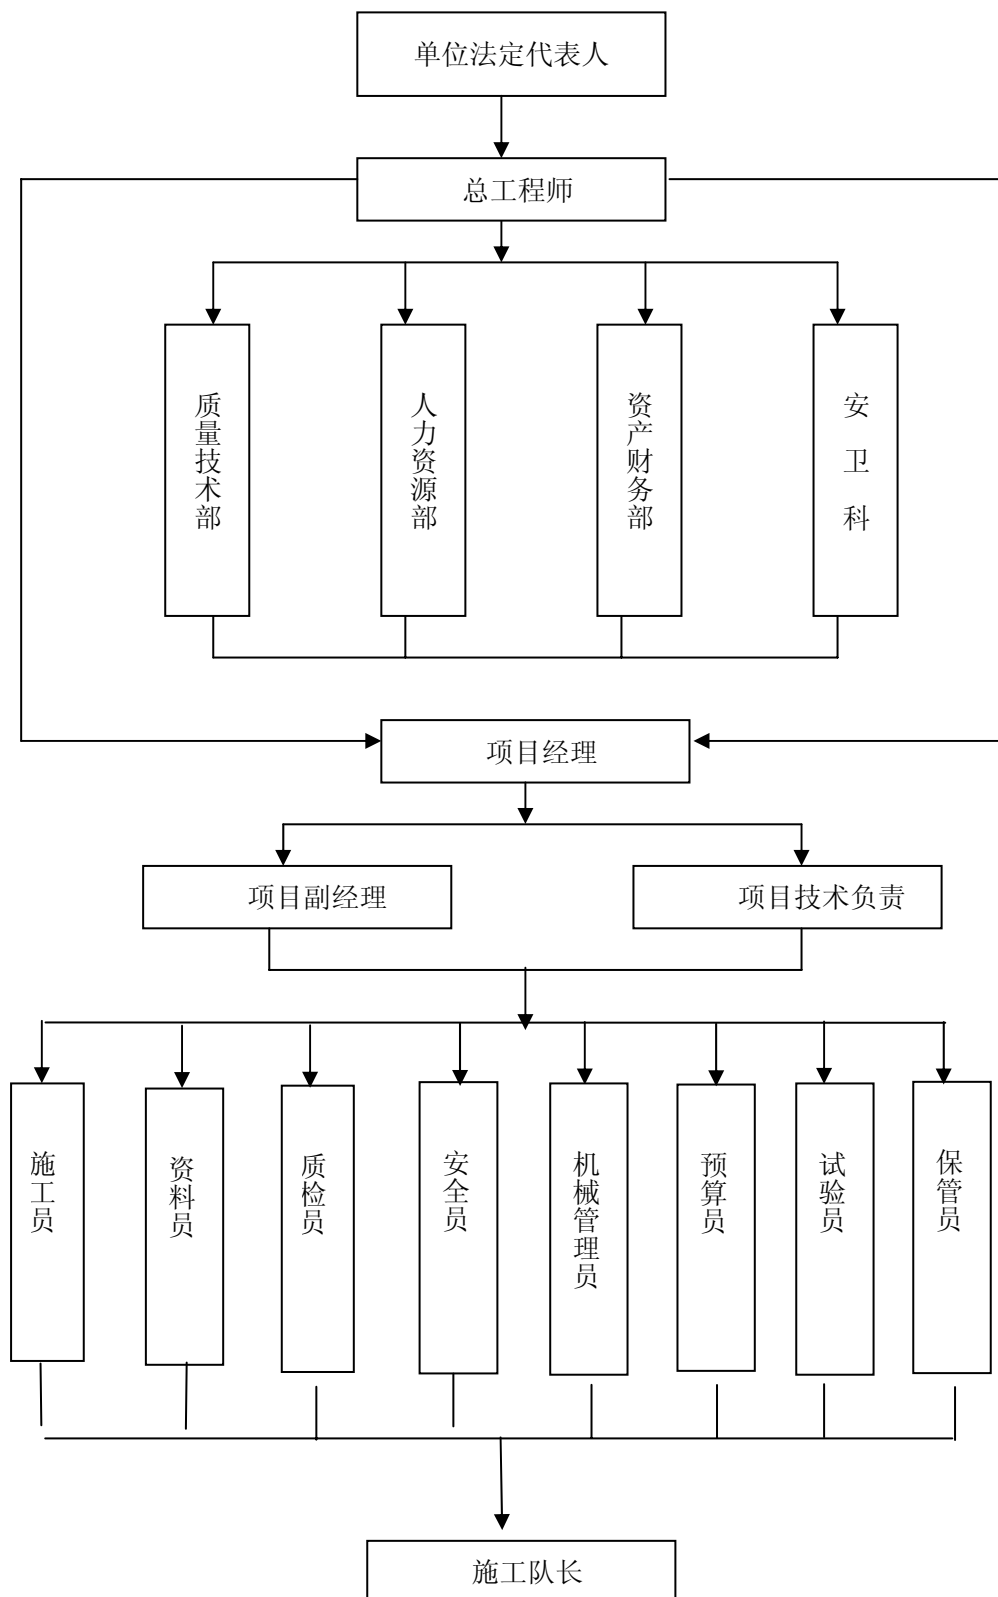 单位法定代表人
总工程师
质量技术部
人力资源部
资产财务部
安卫科
项目经理
项目副经理
项目技术负责
施工员
资料员
质检员
安全员
机械管理员
预算员
试验员
保管员
施工队长